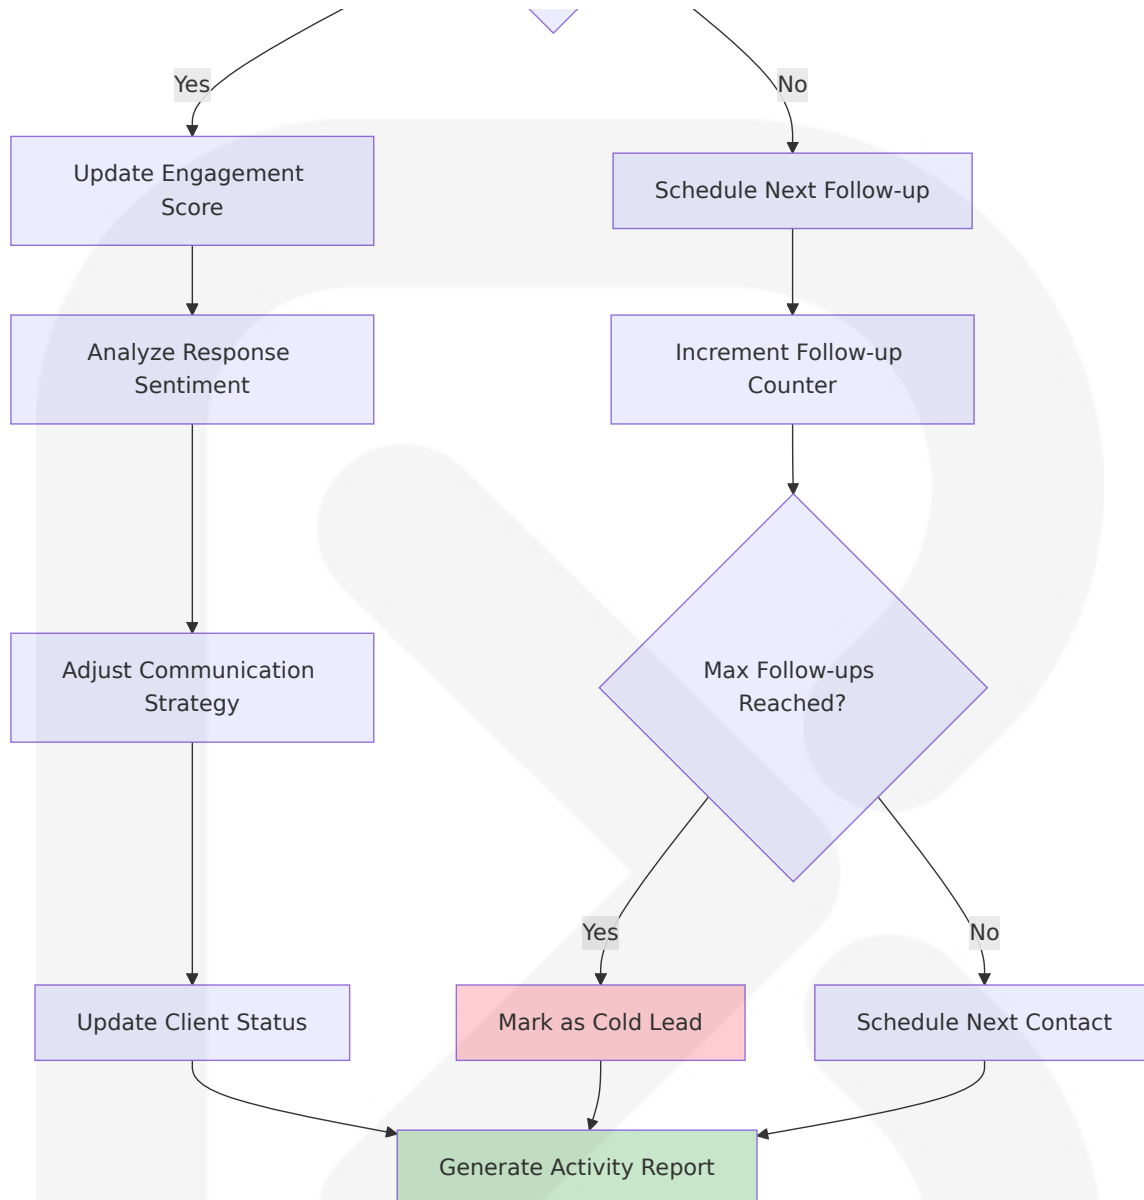 Yes
No
Update Engagement
Score
Schedule Next Follow-up
Analyze Response
Sentiment
Increment Follow-up
Counter
Adjust Communication
Strategy
Max Follow-ups
Reached?
Yes
No
Update Client Status
Mark as Cold Lead
Schedule Next Contact
Generate Activity Report